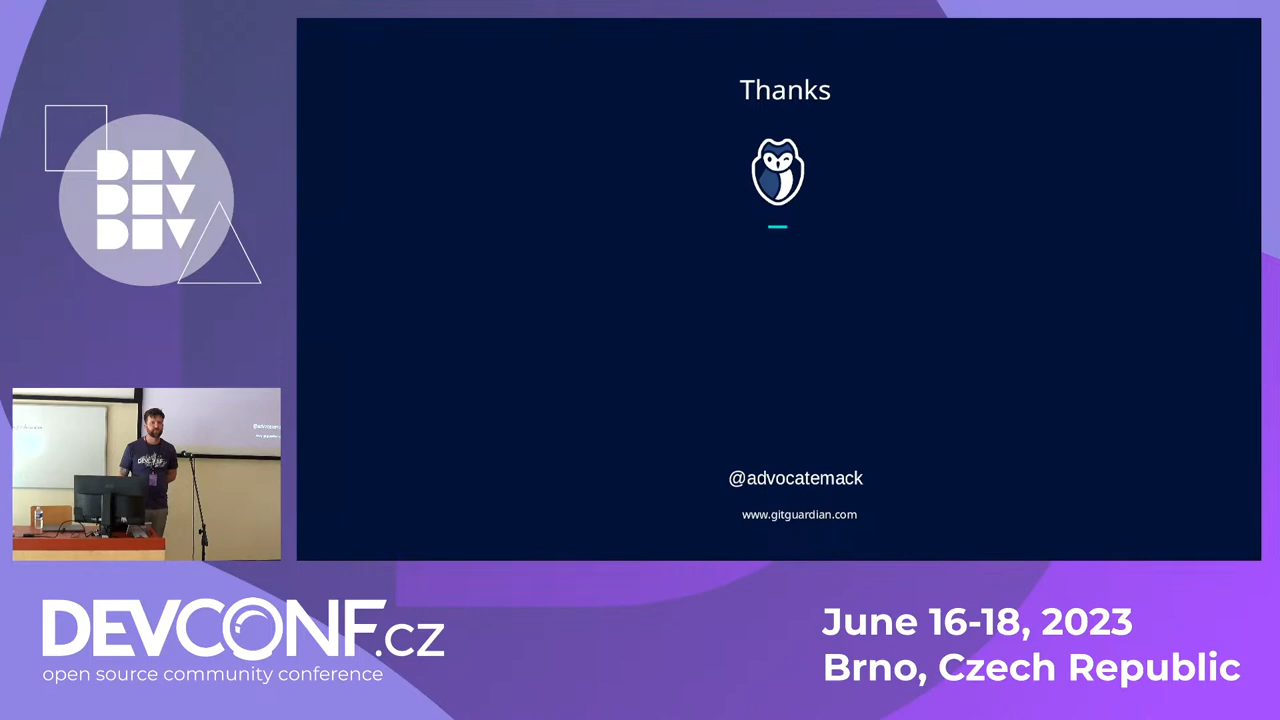 Thanks
DEV
DEV
DEV
@advocatemack
www.gitguardian.com
DEVCONF.cz
open source community conference
June 16-18, 2023
Brno, Czech Republic